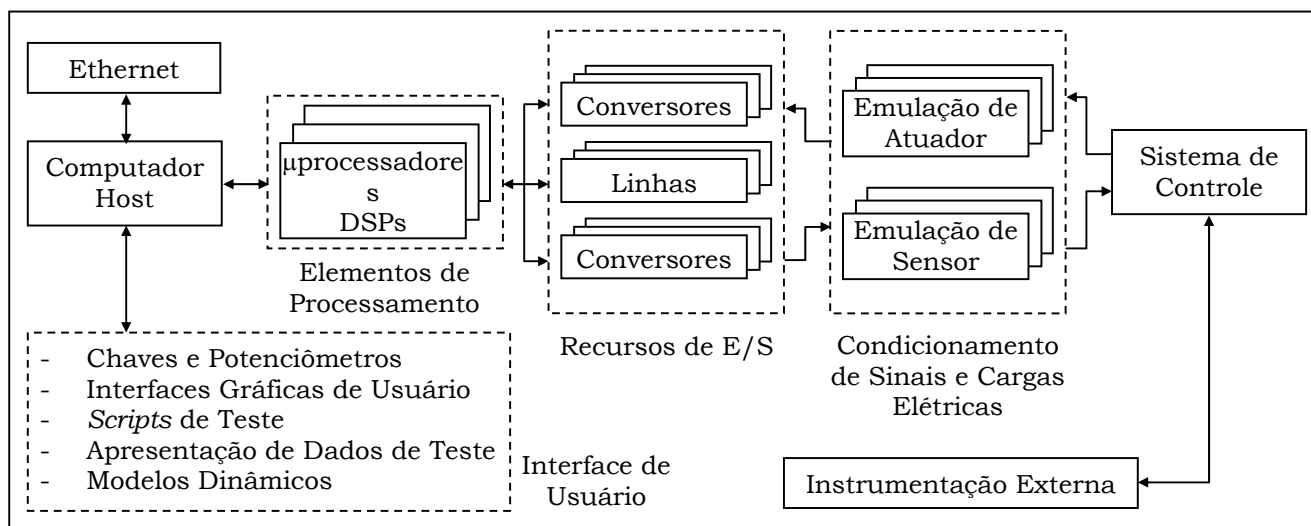 Ethernet
Computador
Host
µprocessadore
s
DSPs
Elementos de
Processamento
Conversores
Linhas
Conversores
Recursos de E/S
Emulação de
Atuador
Emulação de
Sensor
Condicionamento
de Sinais e Cargas
Elétricas
Sistema de
Controle
- Chaves e Potenciômetros
- Interfaces Gráficas de Usuário
- Scripts de Teste
- Apresentação de Dados de Teste
- Modelos Dinâmicos
Interface de
Usuário
Instrumentação Externa